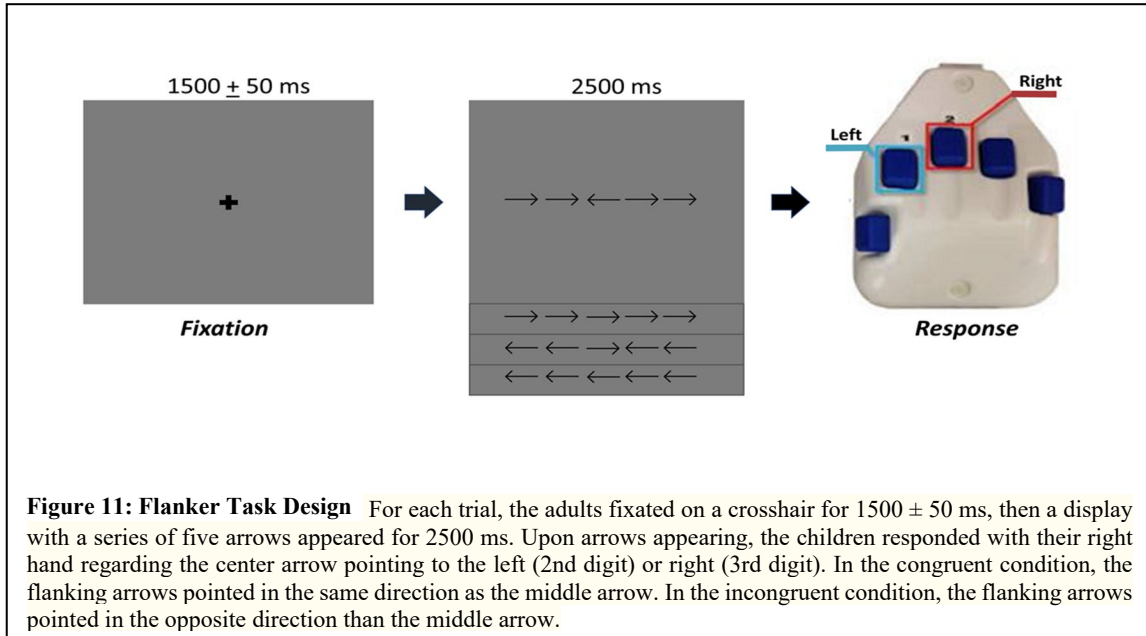 1500 ± 50 ms
2500 ms
Right
Left
1
2
Fixation
Response
Figure 11: Flanker Task Design For each trial, the adults fixated on a crosshair for 1500 ± 50 ms, then a display
with a series of five arrows appeared for 2500 ms. Upon arrows appearing, the children responded with their right
hand regarding the center arrow pointing to the left (2nd digit) or right (3rd digit). In the congruent condition, the
flanking arrows pointed in the same direction as the middle arrow. In the incongruent condition, the flanking arrows
pointed in the opposite direction than the middle arrow.